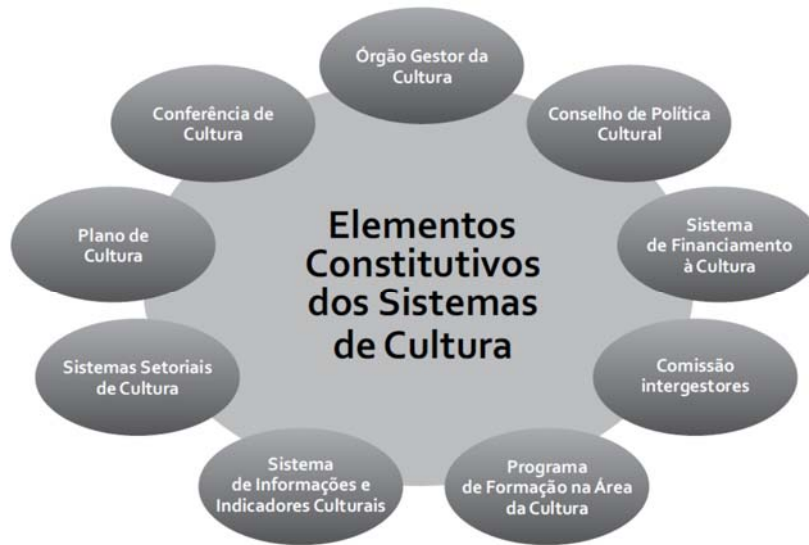 Órgão Gestor da
Cultura
Conferência de
Cultura
Conselho de Política
Cultural
Plano de
Cultura
Elementos
Constitutivos
dos Sistemas
de Cultura
Sistema
de Financiamento
à Cultura
Sistemas Setoriais
de Cultura
Comissão
intergestores
Sistema
de Informações e
Indicadores Culturais
Programa
de Formação na Área
da Cultura